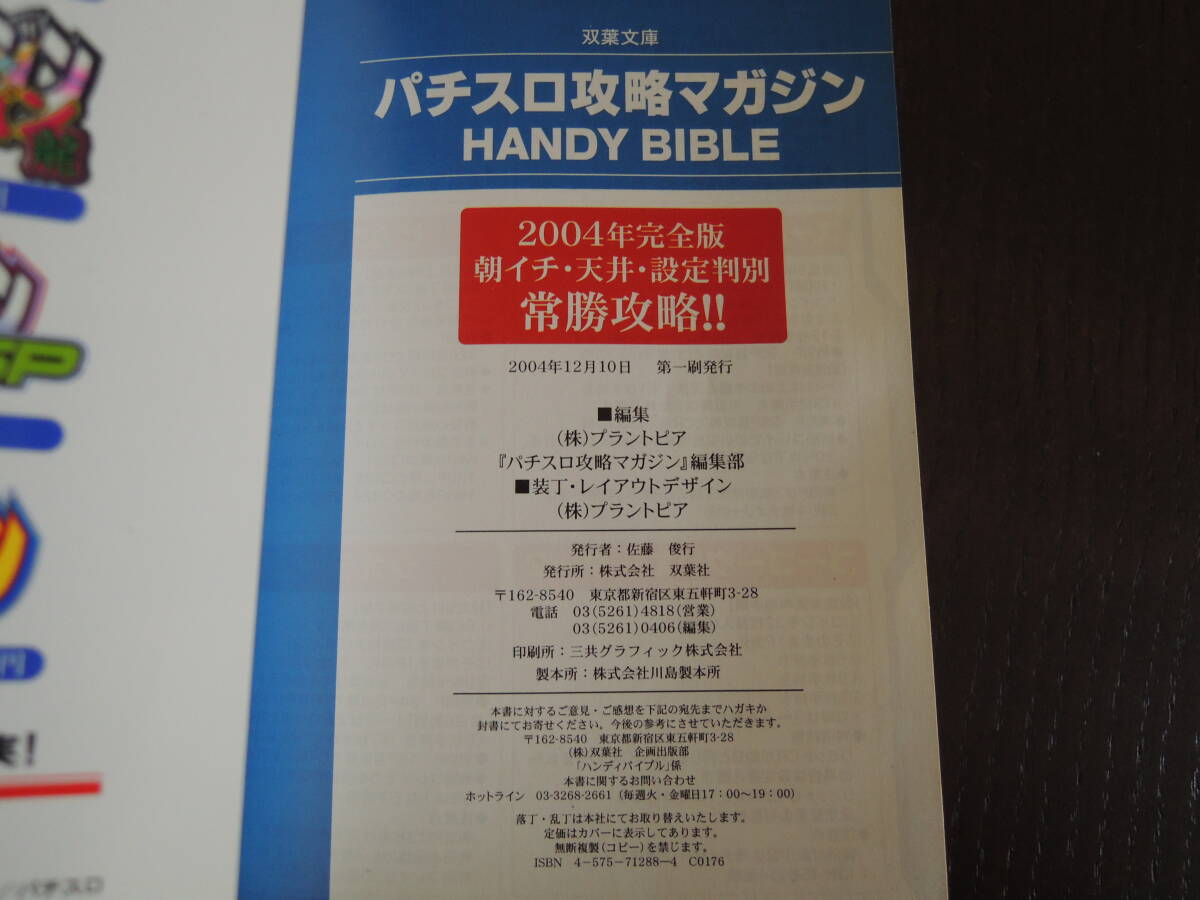 双葉文庫
パチスロ攻略マガジン
HANDY BIBLE
2004年完全版
朝イチ・天井・設定判別
常勝攻略!!
2004年12月10日 第一刷発行
■編集
(株)プラントピア
『パチスロ攻略マガジン』編集部
■装丁・レイアウトデザイン
(株)プラントピア
発行者：佐藤 俊行
発行所：株式会社 双葉社
〒162-8540 東京都新宿区東五軒町3-28
電話 03(5261)4818(営業)
03(5261)0406(編集)
印刷所：三共グラフィック株式会社
製本所：株式会社川島製本所
本書に対するご意見・ご感想を下記の宛先までハガキか
封書にてお寄せください。今後の参考にさせていただきます。
〒162-8540 東京都新宿区東五軒町3-28
(株)双葉社 企画出版部
「ハンディバイブル」係
本書に関するお問い合わせ
ホットライン 03-3268-2661（毎週火・金曜日17：00〜19：00）
落丁・乱丁は本社にてお取り替えいたします。
定価はカバーに表示してあります。
無断複製(コピー)を禁じます。
ISBN 4-575-71288-4 C0176
龍
SP
円
実!
パチスロ